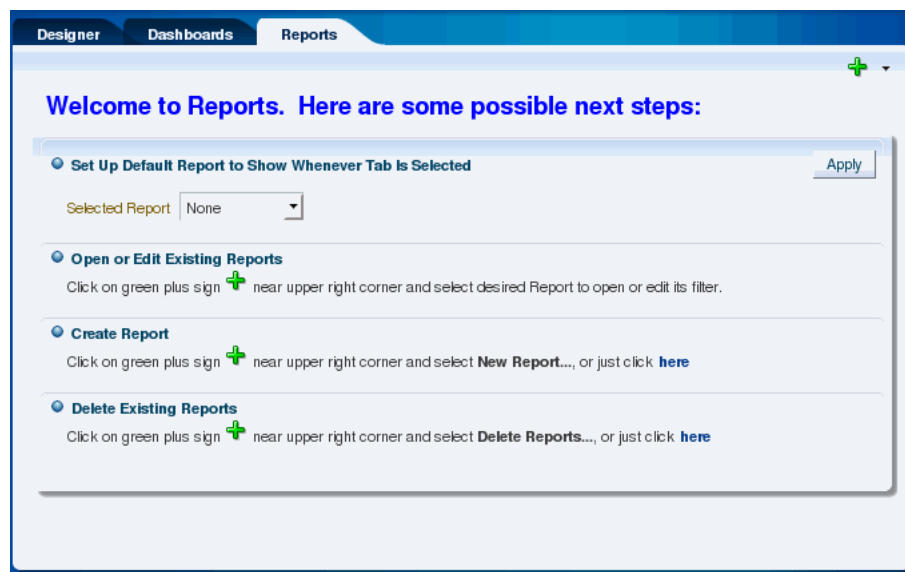 Designer Dashboards Reports
Welcome to Reports. Here are some possible next steps:
Set Up Default Report to Show Whenever Tab Is Selected Apply
Selected Report None
Open or Edit Existing Reports
Click on green plus sign near upper right corner and select desired Report to open or edit its filter.
Create Report
Click on green plus sign near upper right corner and select New Report..., or just click here
Delete Existing Reports
Click on green plus sign near upper right corner and select Delete Reports..., or just click here